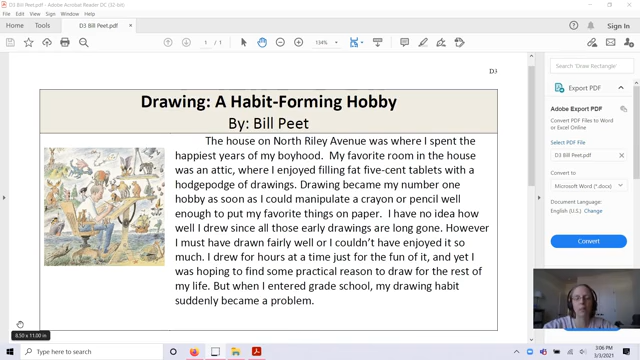 D3 Bill Peet.pdf - Adobe Acrobat Reader DC (32-bit)
File Edit View Sign Window Help
Home Tools D3 Bill Peet.pdf × Sign In
1 / 1 134%
D3
Drawing: A Habit-Forming Hobby
By: Bill Peet
The house on North Riley Avenue was where I spent the
happiest years of my boyhood. My favorite room in the house
was an attic, where I enjoyed filling fat five-cent tablets with a
hodgepodge of drawings. Drawing became my number one
hobby as soon as I could manipulate a crayon or pencil well
enough to put my favorite things on paper. I have no idea how
well I drew since all those early drawings are long gone. However
I must have drawn fairly well or I couldn't have enjoyed it so
much. I drew for hours at a time just for the fun of it, and yet I
was hoping to find some practical reason to draw for the rest of
my life. But when I entered grade school, my drawing habit
suddenly became a problem.
8.50 x 11.00 in
Search 'Draw Rectangle'
Export PDF
Adobe Export PDF
Convert PDF Files to Word
or Excel Online
Select PDF File
D3 Bill Peet.pdf ×
Convert to
Microsoft Word (*.docx)
Document Language:
English (U.S.) Change
Convert
Type here to search
3:06 PM
3/3/2021